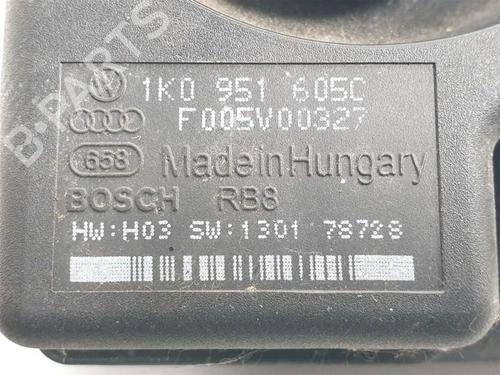 B-PARTS
1K0 951 605C
F005V00327
658 Made in Hungary
BOSCH RB8
HW:H03 SW:1301 78728